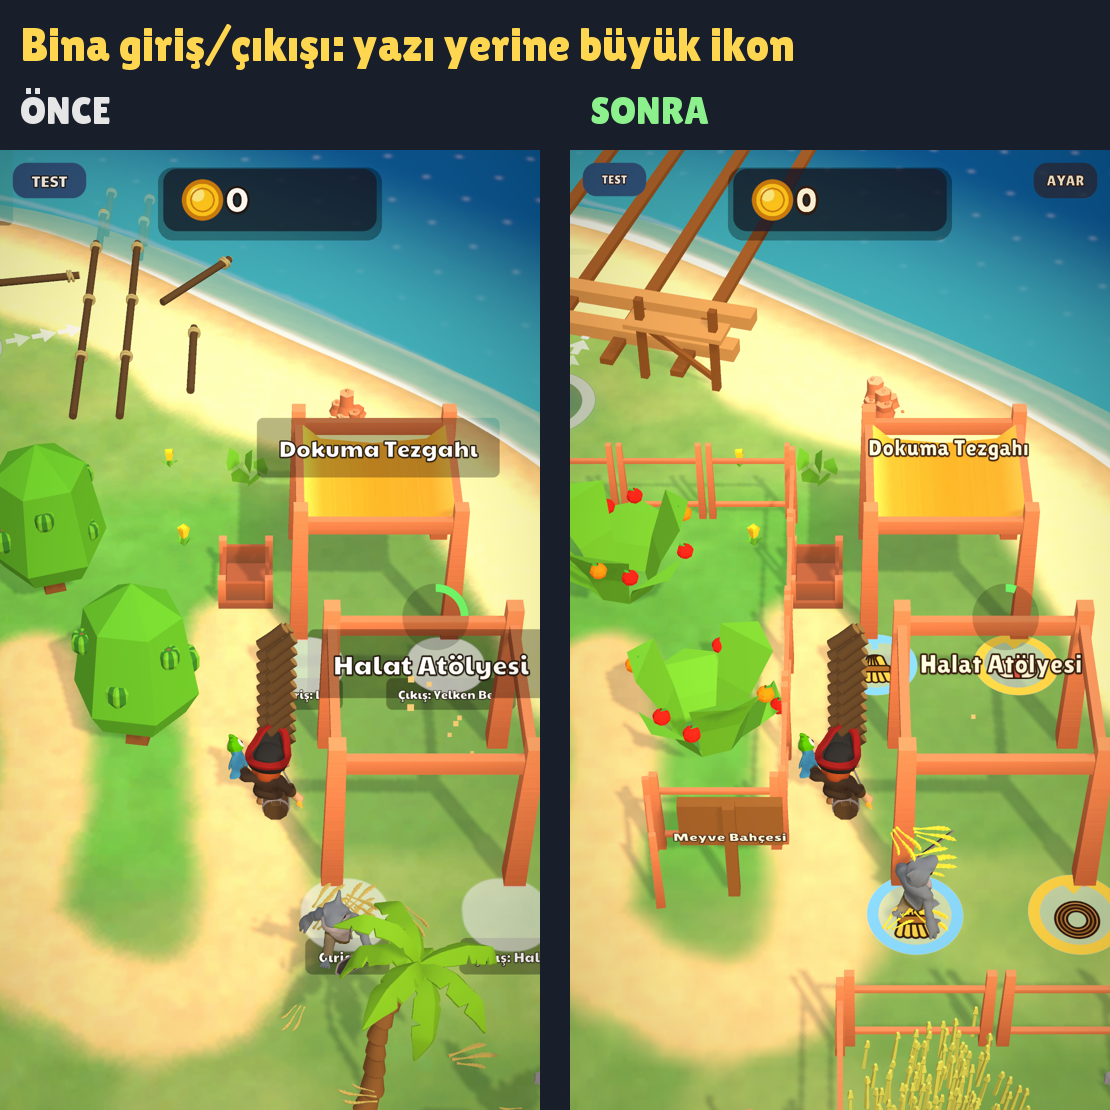 Bina giriş/çıkışı: yazı yerine büyük ikon
ÖNCE
SONRA
TEST
0
Dokuma Tezgahı
Halat Atölyesi
Çıkış: Yelken Be
TEST
0
AYAR
Dokuma Tezgahı
Halat Atölyesi
Meyve Bahçesi